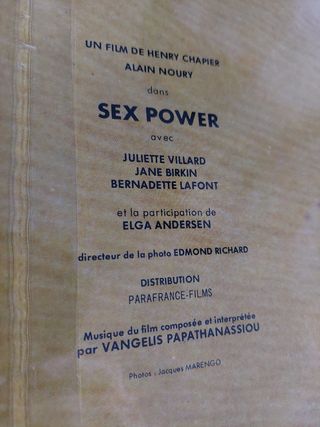 UN FILM DE HENRY CHAPIER
ALAIN NOURY
dans
SEX POWER
avec
JULIETTE VILLARD
JANE BIRKIN
BERNADETTE LAFONT
et la participation de
ELGA ANDERSEN
directeur de la photo EDMOND RICHARD
DISTRIBUTION
PARAFRANCE-FILMS
Musique du film composée et interprétée
par VANGELIS PAPATHANASSIOU
Photos : Jacques MARENGO